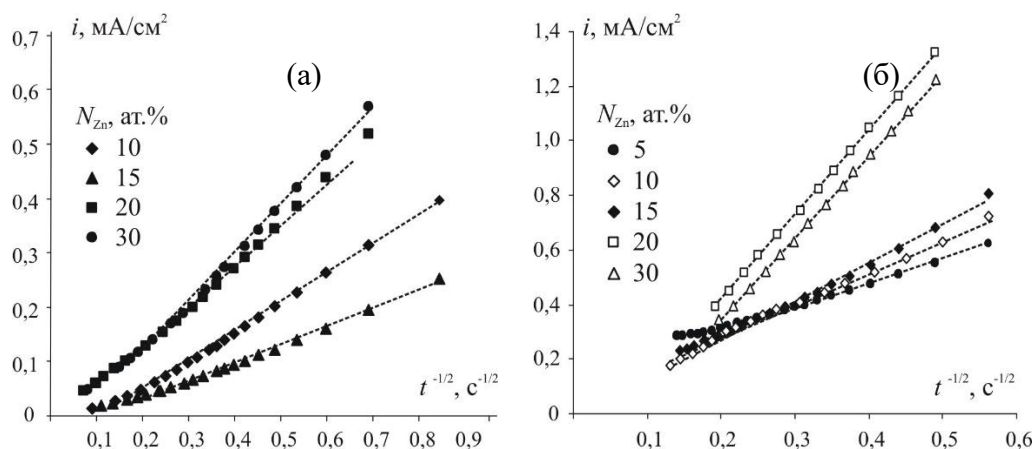 i, мА/см²
0,7
0,6
0,5
0,4
0,3
0,2
0,1
0
(а)
N_Zn, ат.%
10
15
20
30
t^-1/2, с^-1/2
0,1 0,2 0,3 0,4 0,5 0,6 0,7 0,8 0,9
i, мА/см²
1,4
1,2
1,0
0,8
0,6
0,4
0,2
0
(б)
N_Zn, ат.%
5
10
15
20
30
t^-1/2, с^-1/2
0,1 0,2 0,3 0,4 0,5 0,6